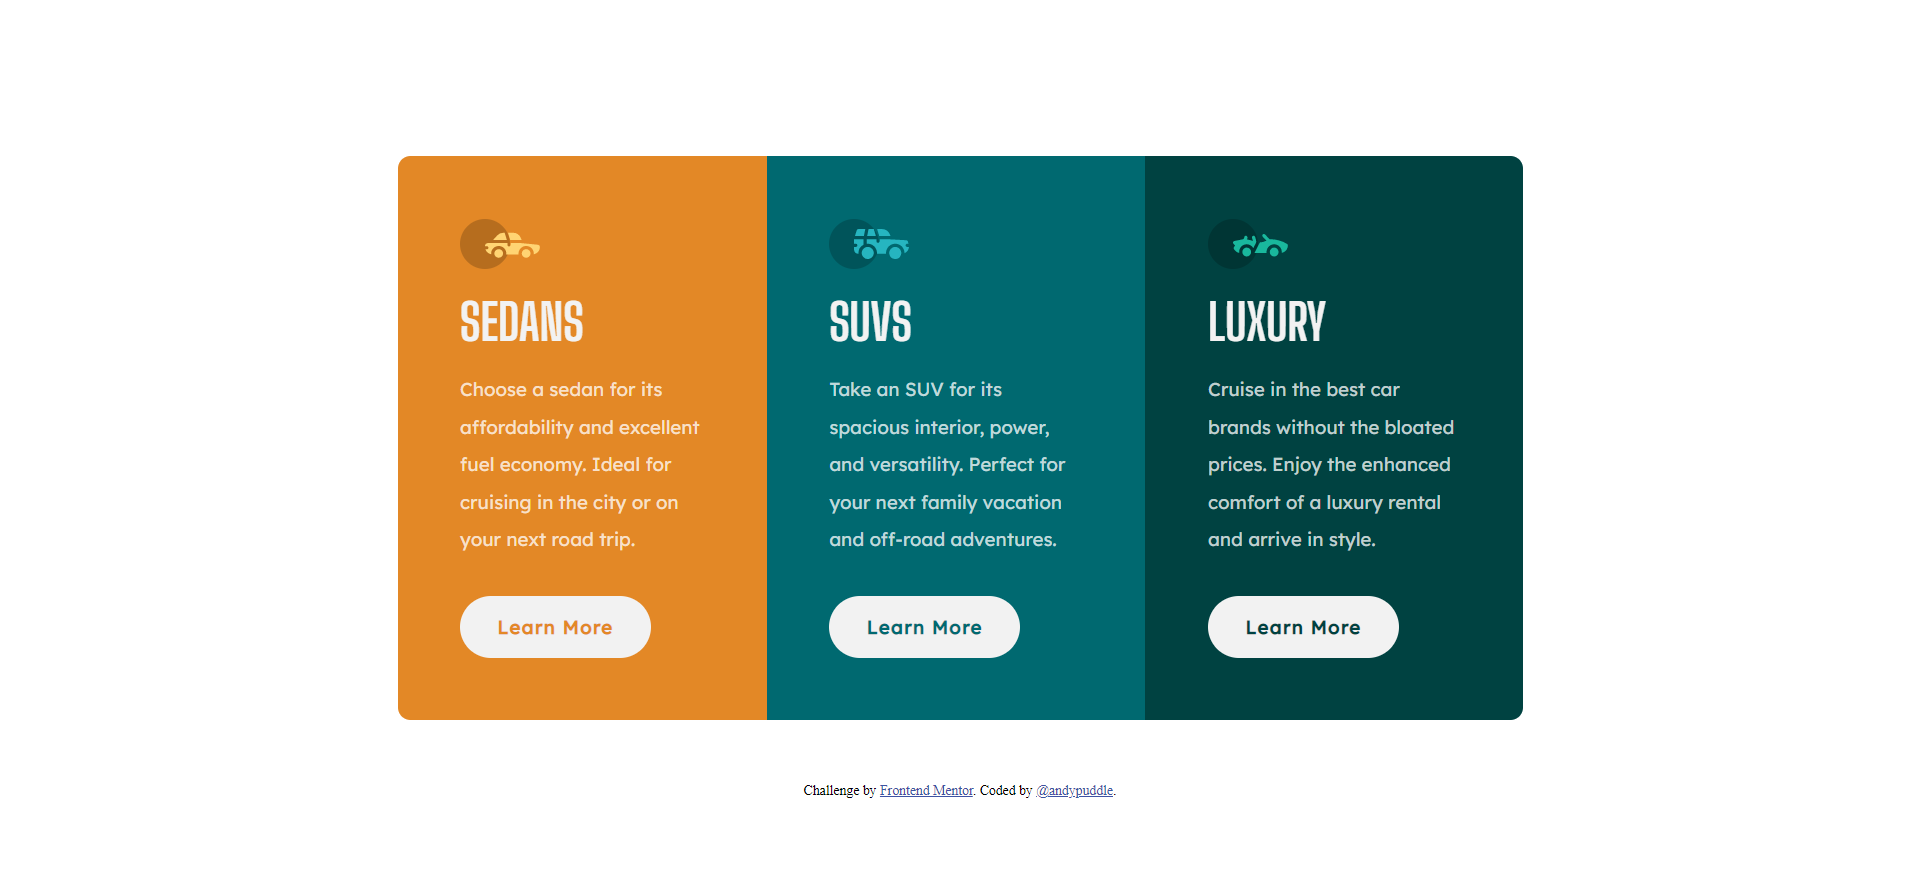 SEDANS
Choose a sedan for its
affordability and excellent
fuel economy. Ideal for
cruising in the city or on
your next road trip.
Learn More
SUVS
Take an SUV for its
spacious interior, power,
and versatility. Perfect for
your next family vacation
and off-road adventures.
Learn More
LUXURY
Cruise in the best car
brands without the bloated
prices. Enjoy the enhanced
comfort of a luxury rental
and arrive in style.
Learn More
Challenge by Frontend Mentor. Coded by @andypuddle.